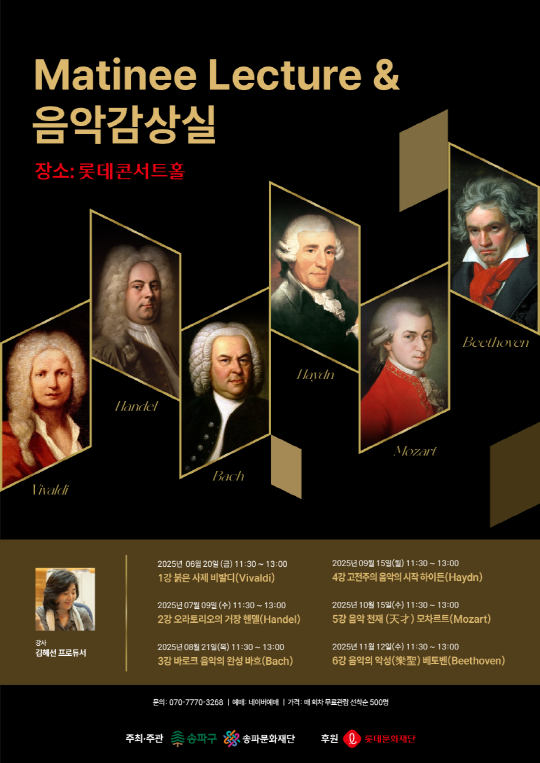 Matinee Lecture &
음악감상실
장소: 롯데콘서트홀
Beethoven
Haydn
Handel
Mozart
Bach
Vivaldi
2025년 06월 20일 (금) 11:30 ~ 13:00
1강 붉은 사제 비발디(Vivaldi)
2025년 07월 09일 (수) 11:30 ~ 13:00
2강 오라토리오의 거장 헨델(Handel)
2025년 08월 21일(목) 11:30 ~ 13:00
3강 바로크 음악의 완성 바흐(Bach)
2025년 09월 15일(월) 11:30 ~ 13:00
4강 고전주의 음악의 시작 하이든(Haydn)
2025년 10월 15일(수) 11:30 ~ 13:00
5강 음악 천재 (天才) 모차르트(Mozart)
2025년 11월 12일(수) 11:30 ~ 13:00
6강 음악의 악성(樂聖) 베토벤(Beethoven)
강사
김혜선 프로듀서
문의 : 070-7770-3268 | 예매 : 네이버예매 | 가격 : 매 회차 무료관람 선착순 500명
주최·주관 송파구 송파문화재단 후원 롯데문화재단